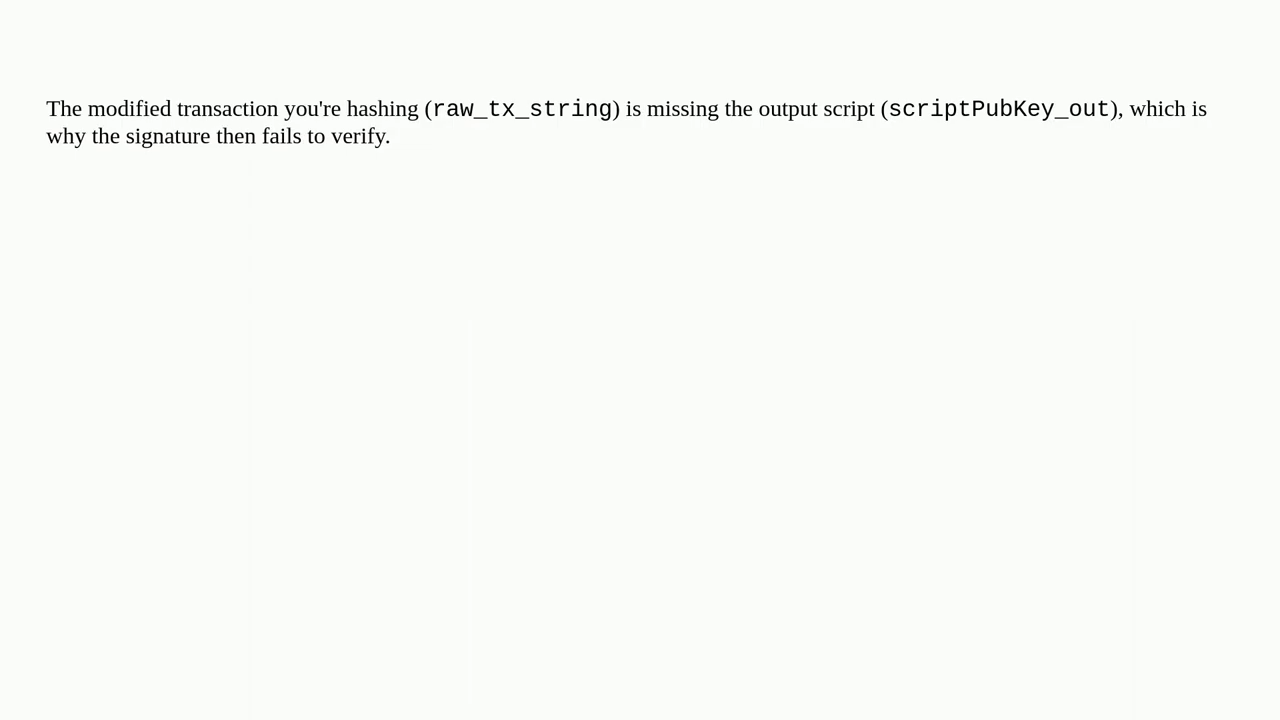 The modified transaction you're hashing (raw_tx_string) is missing the output script (scriptPubKey_out), which is
why the signature then fails to verify.